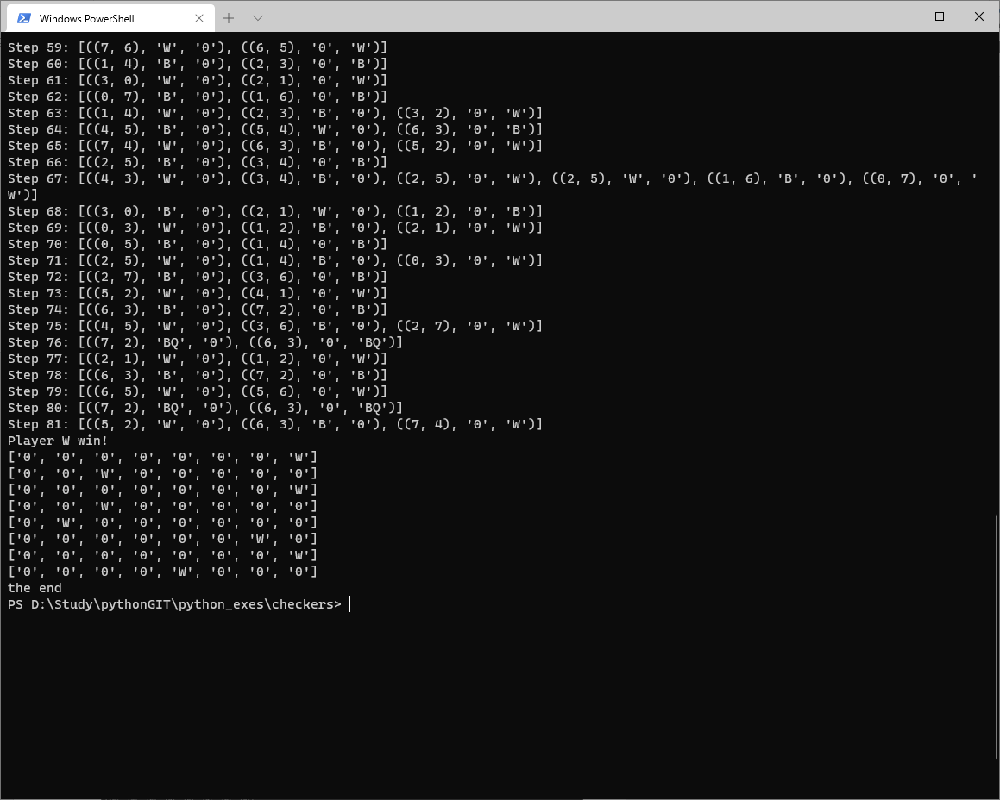 Windows PowerShell
Step 59: [((7, 6), 'W', '0'), ((6, 5), '0', 'W')]
Step 60: [((1, 4), 'B', '0'), ((2, 3), '0', 'B')]
Step 61: [((3, 0), 'W', '0'), ((2, 1), '0', 'W')]
Step 62: [((0, 7), 'B', '0'), ((1, 6), '0', 'B')]
Step 63: [((1, 4), 'W', '0'), ((2, 3), 'B', '0'), ((3, 2), '0', 'W')]
Step 64: [((4, 5), 'B', '0'), ((5, 4), 'W', '0'), ((6, 3), '0', 'B')]
Step 65: [((7, 4), 'W', '0'), ((6, 3), 'B', '0'), ((5, 2), '0', 'W')]
Step 66: [((2, 5), 'B', '0'), ((3, 4), '0', 'B')]
Step 67: [((4, 3), 'W', '0'), ((3, 4), 'B', '0'), ((2, 5), '0', 'W'), ((2, 5), 'W', '0'), ((1, 6), 'B', '0'), ((0, 7), '0', '
W')]
Step 68: [((3, 0), 'B', '0'), ((2, 1), 'W', '0'), ((1, 2), '0', 'B')]
Step 69: [((0, 3), 'W', '0'), ((1, 2), 'B', '0'), ((2, 1), '0', 'W')]
Step 70: [((0, 5), 'B', '0'), ((1, 4), '0', 'B')]
Step 71: [((2, 5), 'W', '0'), ((1, 4), 'B', '0'), ((0, 3), '0', 'W')]
Step 72: [((2, 7), 'B', '0'), ((3, 6), '0', 'B')]
Step 73: [((5, 2), 'W', '0'), ((4, 1), '0', 'W')]
Step 74: [((6, 3), 'B', '0'), ((7, 2), '0', 'B')]
Step 75: [((4, 5), 'W', '0'), ((3, 6), 'B', '0'), ((2, 7), '0', 'W')]
Step 76: [((7, 2), 'BQ', '0'), ((6, 3), '0', 'BQ')]
Step 77: [((2, 1), 'W', '0'), ((1, 2), '0', 'W')]
Step 78: [((6, 3), 'B', '0'), ((7, 2), '0', 'B')]
Step 79: [((6, 5), 'W', '0'), ((5, 6), '0', 'W')]
Step 80: [((7, 2), 'BQ', '0'), ((6, 3), '0', 'BQ')]
Step 81: [((5, 2), 'W', '0'), ((6, 3), 'B', '0'), ((7, 4), '0', 'W')]
Player W win!
['0', '0', '0', '0', '0', '0', '0', 'W']
['0', '0', 'W', '0', '0', '0', '0', '0']
['0', '0', '0', '0', '0', '0', '0', 'W']
['0', '0', 'W', '0', '0', '0', '0', '0']
['0', 'W', '0', '0', '0', '0', '0', '0']
['0', '0', '0', '0', '0', '0', 'W', '0']
['0', '0', '0', '0', '0', '0', '0', 'W']
['0', '0', '0', '0', 'W', '0', '0', '0']
the end
PS D:\Study\pythonGIT\python_exes\checkers>